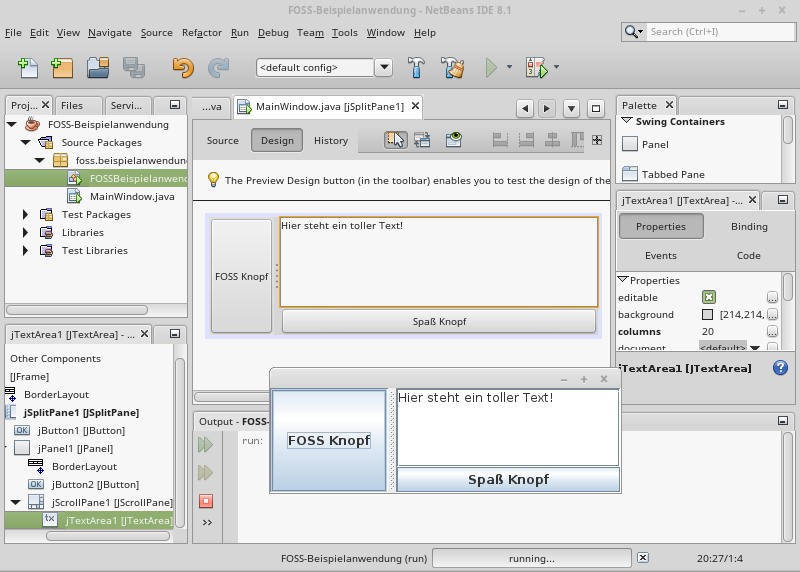 FOSS-Beispielanwendung - NetBeans IDE 8.1
File Edit View Navigate Source Refactor Run Debug Team Tools Window Help
Search (Ctrl+I)
<default config>
Proj... Files Servi...
FOSS-Beispielanwendung
Source Packages
foss.beispielanwendun
FOSSBeispielanwend
MainWindow.java
Test Packages
Libraries
Test Libraries
...va MainWindow.java [jSplitPane1]
Source Design History
The Preview Design button (in the toolbar) enables you to test the design of the
FOSS Knopf
Hier steht ein toller Text!
Spaß Knopf
Palette
Swing Containers
Panel
Tabbed Pane
jTextArea1 [JTextArea] -...
Properties Binding
Events Code
Properties
editable
background [214,214,
columns 20
document <default>
jTextArea1 [JTextArea]
jTextArea1 [JTextArea] - ...
Other Components
[JFrame]
BorderLayout
jSplitPane1 [JSplitPane]
jButton1 [JButton]
jPanel1 [JPanel]
BorderLayout
jButton2 [JButton]
jScrollPane1 [JScrollPane]
jTextArea1 [JTextArea]
Output - FOSS-
run:
FOSS Knopf
Hier steht ein toller Text!
Spaß Knopf
FOSS-Beispielanwendung (run) running... 20:27/1:4